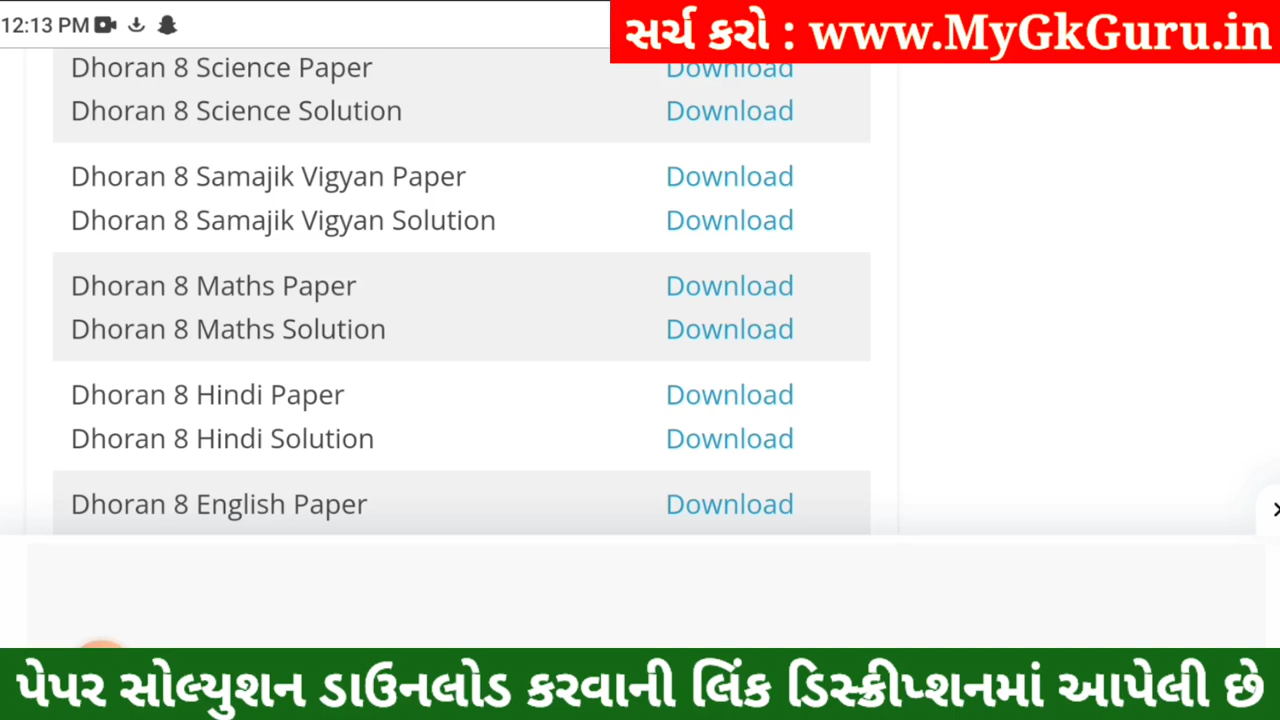 12:13 PM
સર્ચ કરો : www.MyGkGuru.in
Dhoran 8 Science Paper Download
Dhoran 8 Science Solution Download
Dhoran 8 Samajik Vigyan Paper Download
Dhoran 8 Samajik Vigyan Solution Download
Dhoran 8 Maths Paper Download
Dhoran 8 Maths Solution Download
Dhoran 8 Hindi Paper Download
Dhoran 8 Hindi Solution Download
Dhoran 8 English Paper Download
પેપર સોલ્યુશન ડાઉનલોડ કરવાની લિંક ડિસ્ક્રીપ્શનમાં આપેલી છે